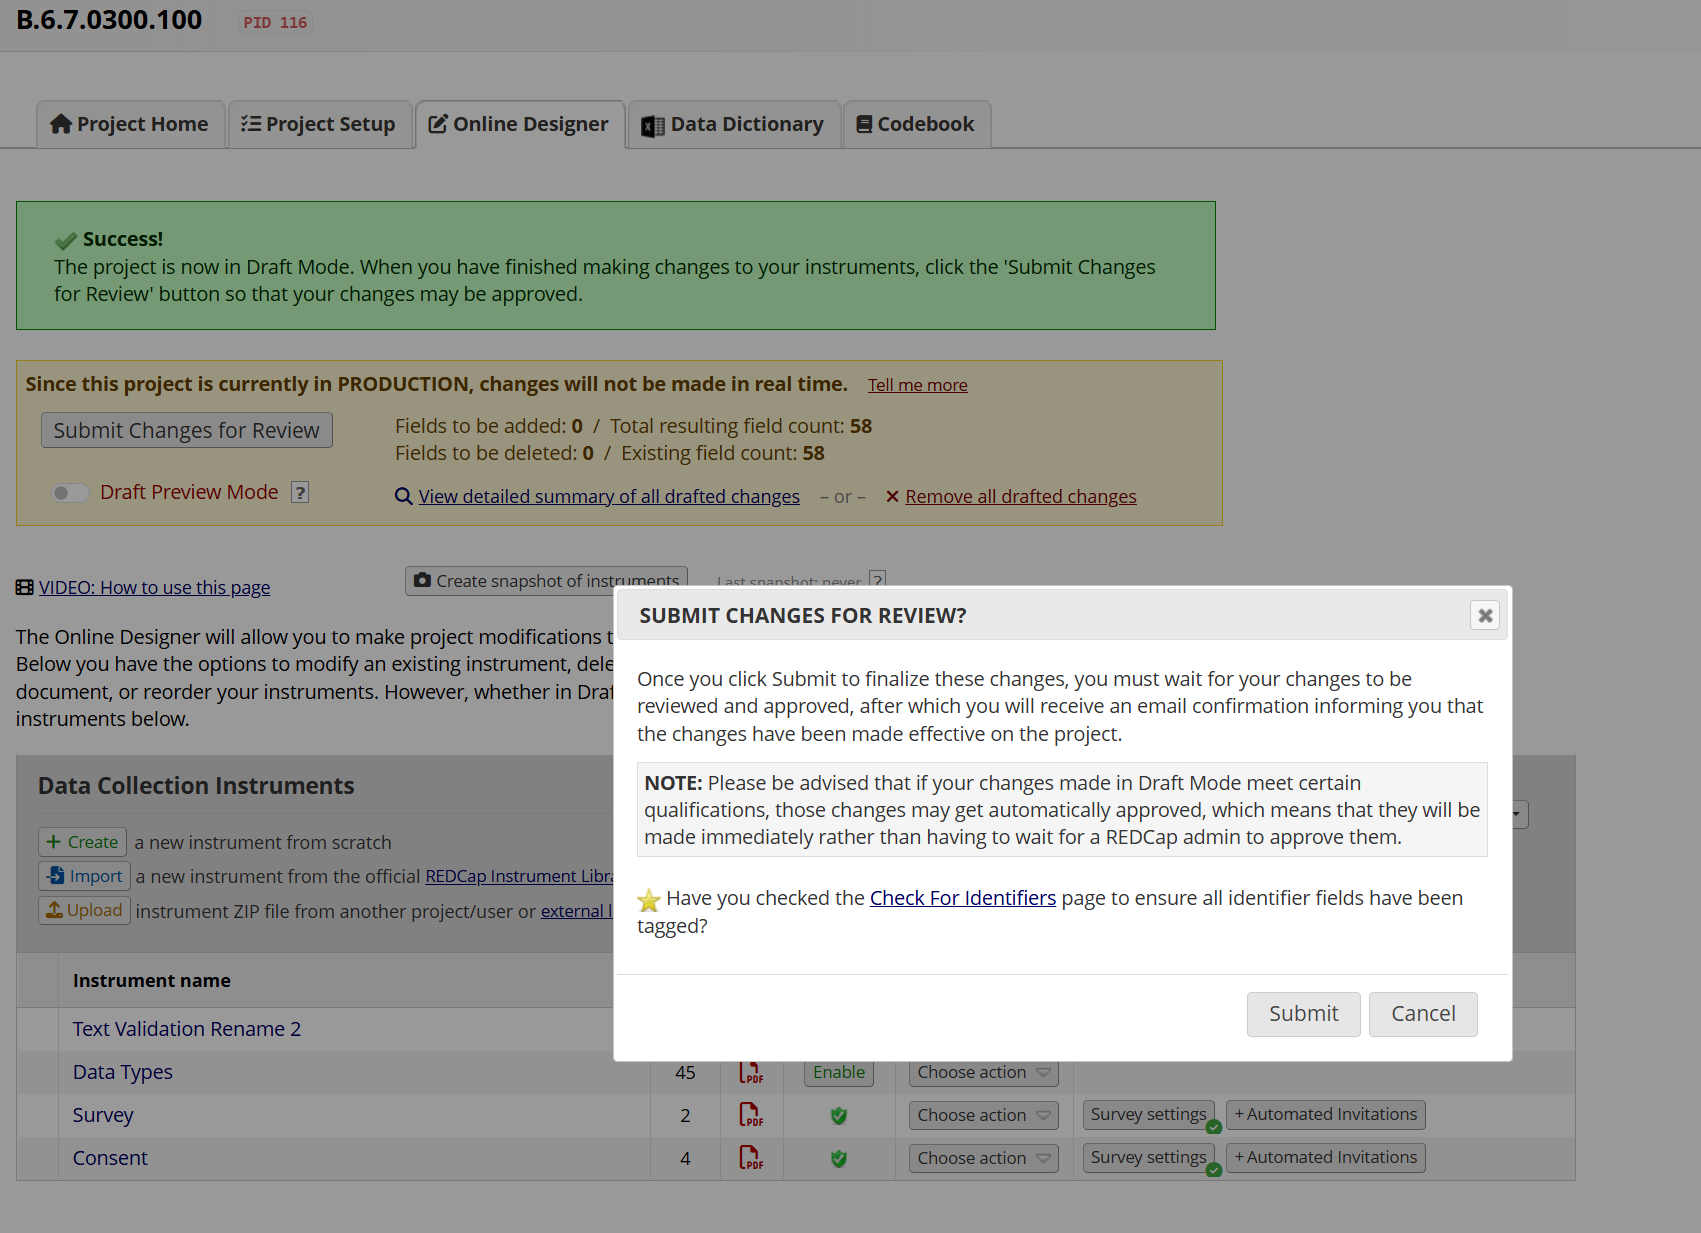 B.6.7.0300.100 PID 116
Project Home Project Setup Online Designer Data Dictionary Codebook
Success!
The project is now in Draft Mode. When you have finished making changes to your instruments, click the 'Submit Changes
for Review' button so that your changes may be approved.
Since this project is currently in PRODUCTION, changes will not be made in real time. Tell me more
Submit Changes for Review
Fields to be added: 0 / Total resulting field count: 58
Fields to be deleted: 0 / Existing field count: 58
Draft Preview Mode ?
View detailed summary of all drafted changes – or – Remove all drafted changes
VIDEO: How to use this page
Create snapshot of instruments Last snapshot: never ?
The Online Designer will allow you to make project modifications
Below you have the options to modify an existing instrument,
document, or reorder your instruments. However, whether in
instruments below.
SUBMIT CHANGES FOR REVIEW?
Once you click Submit to finalize these changes, you must wait for your changes to be
reviewed and approved, after which you will receive an email confirmation informing you that
the changes have been made effective on the project.
NOTE: Please be advised that if your changes made in Draft Mode meet certain
qualifications, those changes may get automatically approved, which means that they will be
made immediately rather than having to wait for a REDCap admin to approve them.
Have you checked the Check For Identifiers page to ensure all identifier fields have been
tagged?
Submit Cancel
Data Collection Instruments
+ Create a new instrument from scratch
Import a new instrument from the official REDCap Instrument
Upload instrument ZIP file from another project/user or external
Instrument name
Text Validation Rename 2
Data Types 45 PDF Enable Choose action
Survey 2 PDF Choose action Survey settings + Automated Invitations
Consent 4 PDF Choose action Survey settings + Automated Invitations